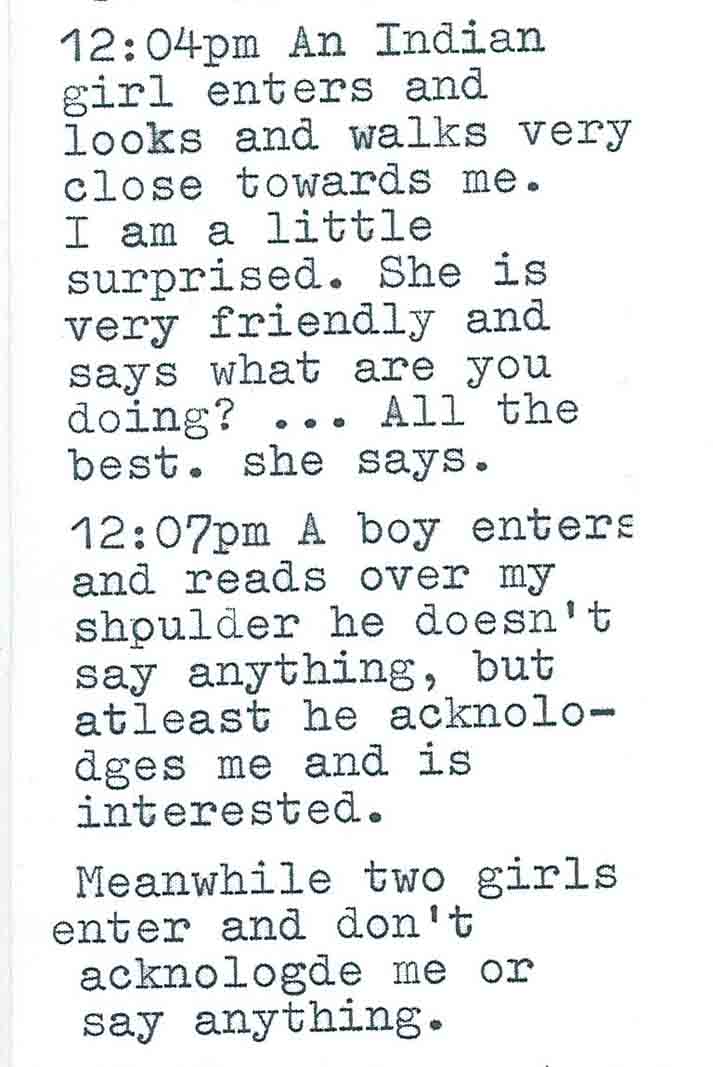 12:04pm An Indian
girl enters and
looks and walks very
close towards me.
I am a little
surprised. She is
very friendly and
says what are you
doing? ... All the
best. she says.
12:07pm A boy enters
and reads over my
shpulder he doesn't
say anything, but
atleast he acknolo-
dges me and is
interested.
Meanwhile two girls
enter and don't
acknologde me or
say anything.